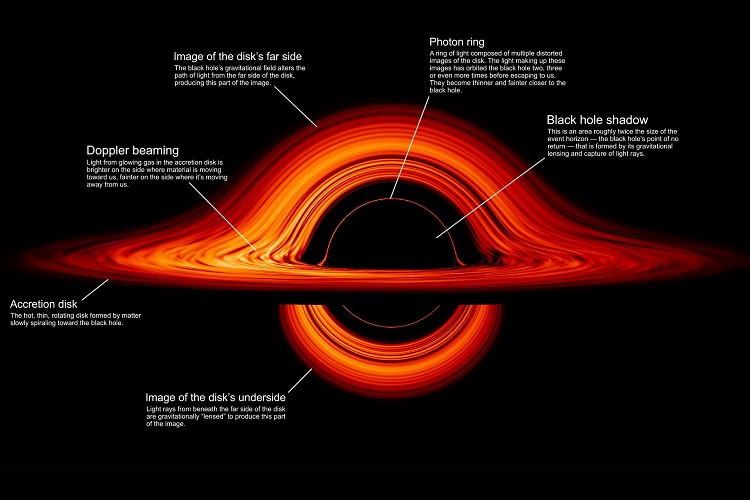 Photon ring
A ring of light composed of multiple distorted
images of the disk. The light making up these
images has orbited the black hole two, three
or even more times before escaping to us.
They become thinner and fainter closer to the
black hole.
Image of the disk's far side
The black hole's gravitational field alters the
path of light from the far side of the disk,
producing this part of the image.
Black hole shadow
This is an area roughly twice the size of the
event horizon — the black hole's point of no
return — that is formed by its gravitational
lensing and capture of light rays.
Doppler beaming
Light from glowing gas in the accretion disk is
brighter on the side where material is moving
toward us, fainter on the side where it's moving
away from us.
Accretion disk
The hot, thin, rotating disk formed by matter
slowly spiraling toward the black hole.
Image of the disk's underside
Light rays from beneath the far side of the disk
are gravitationally "lensed" to produce this part
of the image.